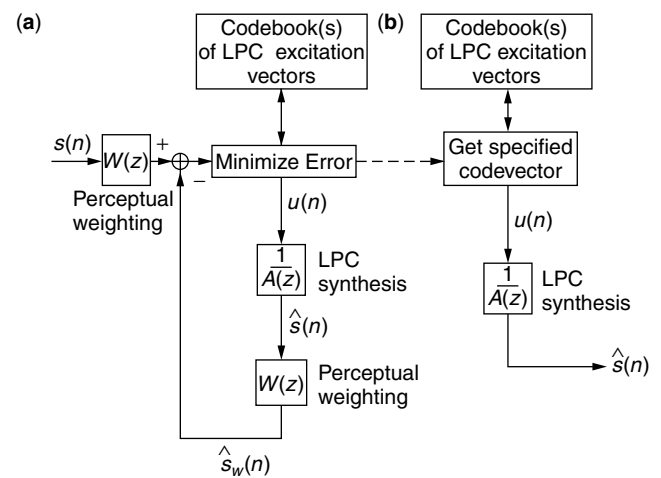 (a)
Codebook(s)
of LPC excitation
vectors
s(n)
W(z)
+
−
Perceptual
weighting
Minimize Error
u(n)
1
A(z)
LPC
synthesis
ŝ(n)
W(z)
Perceptual
weighting
ŝw(n)
(b)
Codebook(s)
of LPC excitation
vectors
Get specified
codevector
u(n)
1
A(z)
LPC
synthesis
ŝ(n)